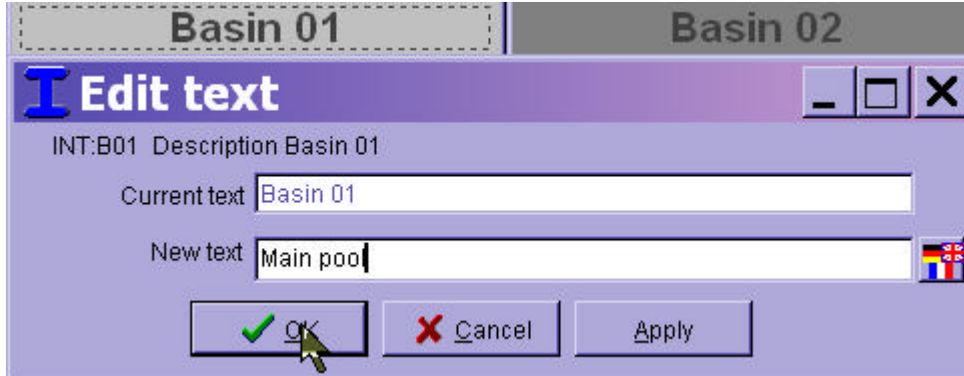 Basin 01 Basin 02
Edit text
INT:B01 Description Basin 01
Current text Basin 01
New text Main pool
OK Cancel Apply